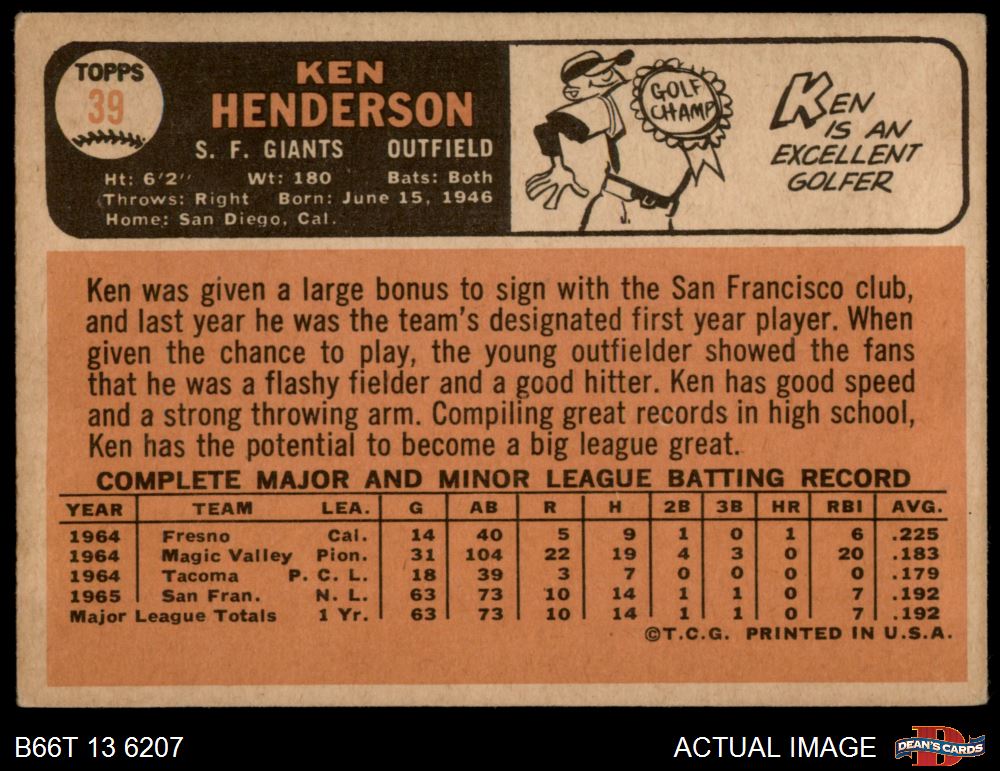 TOPPS
39
KEN
HENDERSON
S. F. GIANTS OUTFIELD
Ht: 6'2" Wt: 180 Bats: Both
Throws: Right Born: June 15, 1946
Home: San Diego, Cal.
GOLF
CHAMP
KEN
IS AN
EXCELLENT
GOLFER
Ken was given a large bonus to sign with the San Francisco club,
and last year he was the team's designated first year player. When
given the chance to play, the young outfielder showed the fans
that he was a flashy fielder and a good hitter. Ken has good speed
and a strong throwing arm. Compiling great records in high school,
Ken has the potential to become a big league great.
COMPLETE MAJOR AND MINOR LEAGUE BATTING RECORD
YEAR TEAM LEA. G AB R H 2B 3B HR RBI AVG.
1964 Fresno Cal. 14 40 5 9 1 0 1 6 .225
1964 Magic Valley Pion. 31 104 22 19 4 3 0 20 .183
1964 Tacoma P. C. L. 18 39 3 7 0 0 0 0 .179
1965 San Fran. N. L. 63 73 10 14 1 1 0 7 .192
Major League Totals 1 Yr. 63 73 10 14 1 1 0 7 .192
©T.C.G. PRINTED IN U.S.A.
B66T 13 6207
ACTUAL IMAGE
D
DEAN'S CARDS